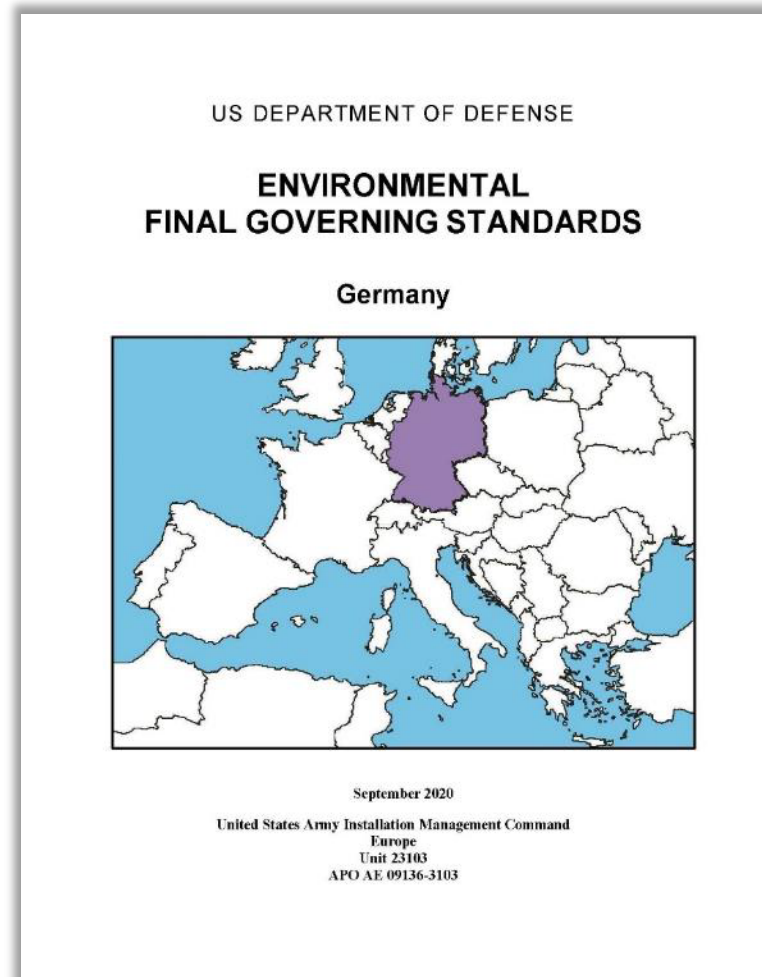 US DEPARTMENT OF DEFENSE
ENVIRONMENTAL
FINAL GOVERNING STANDARDS
Germany
September 2020
United States Army Installation Management Command
Europe
Unit 23103
APO AE 09136-3103